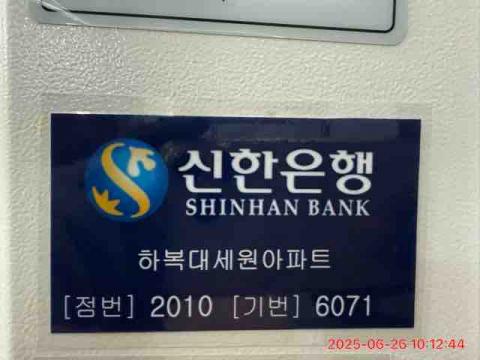 신한은행
SHINHAN BANK
하복대세원아파트
[점번] 2010 [기번] 6071
2025-06-26 10:12:44